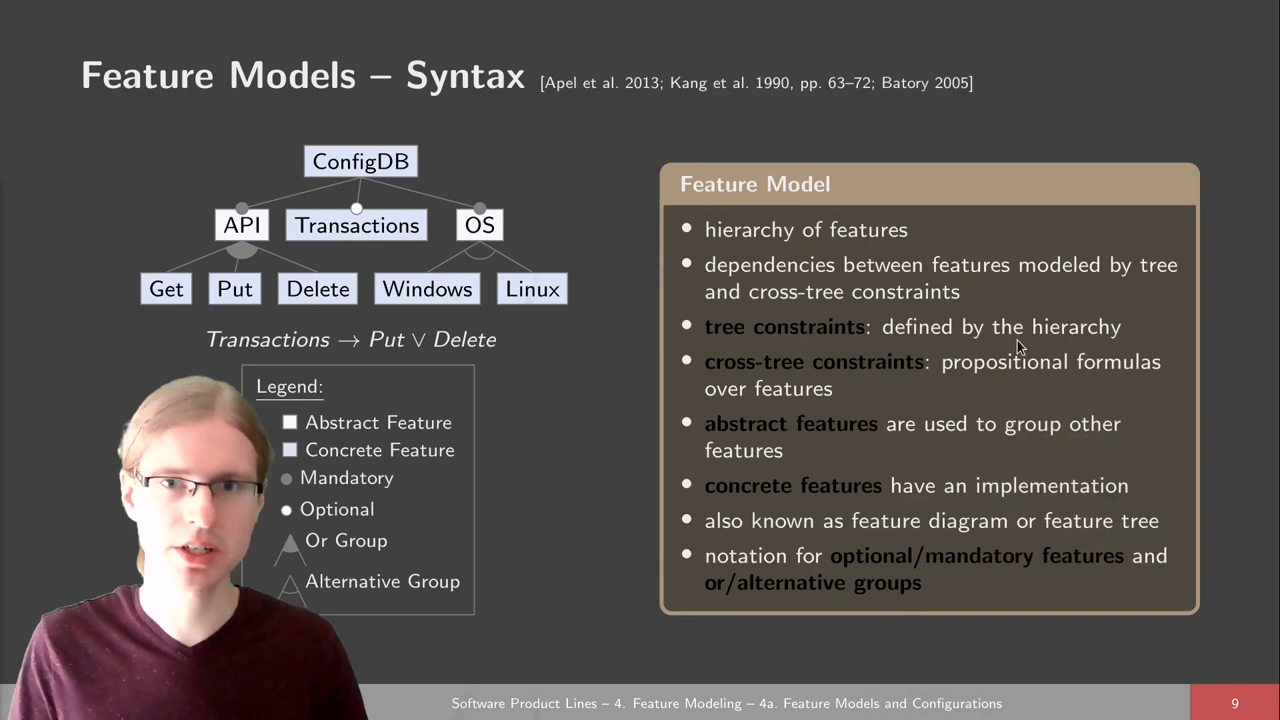 Feature Models – Syntax [Apel et al. 2013; Kang et al. 1990, pp. 63–72; Batory 2005]
ConfigDB
API Transactions OS
Get Put Delete Windows Linux
Transactions → Put ∨ Delete
Legend:
Abstract Feature
Concrete Feature
Mandatory
Optional
Or Group
Alternative Group
Feature Model
• hierarchy of features
• dependencies between features modeled by tree
and cross-tree constraints
• tree constraints: defined by the hierarchy
• cross-tree constraints: propositional formulas
over features
• abstract features are used to group other
features
• concrete features have an implementation
• also known as feature diagram or feature tree
• notation for optional/mandatory features and
or/alternative groups
Software Product Lines – 4. Feature Modeling – 4a. Feature Models and Configurations
9